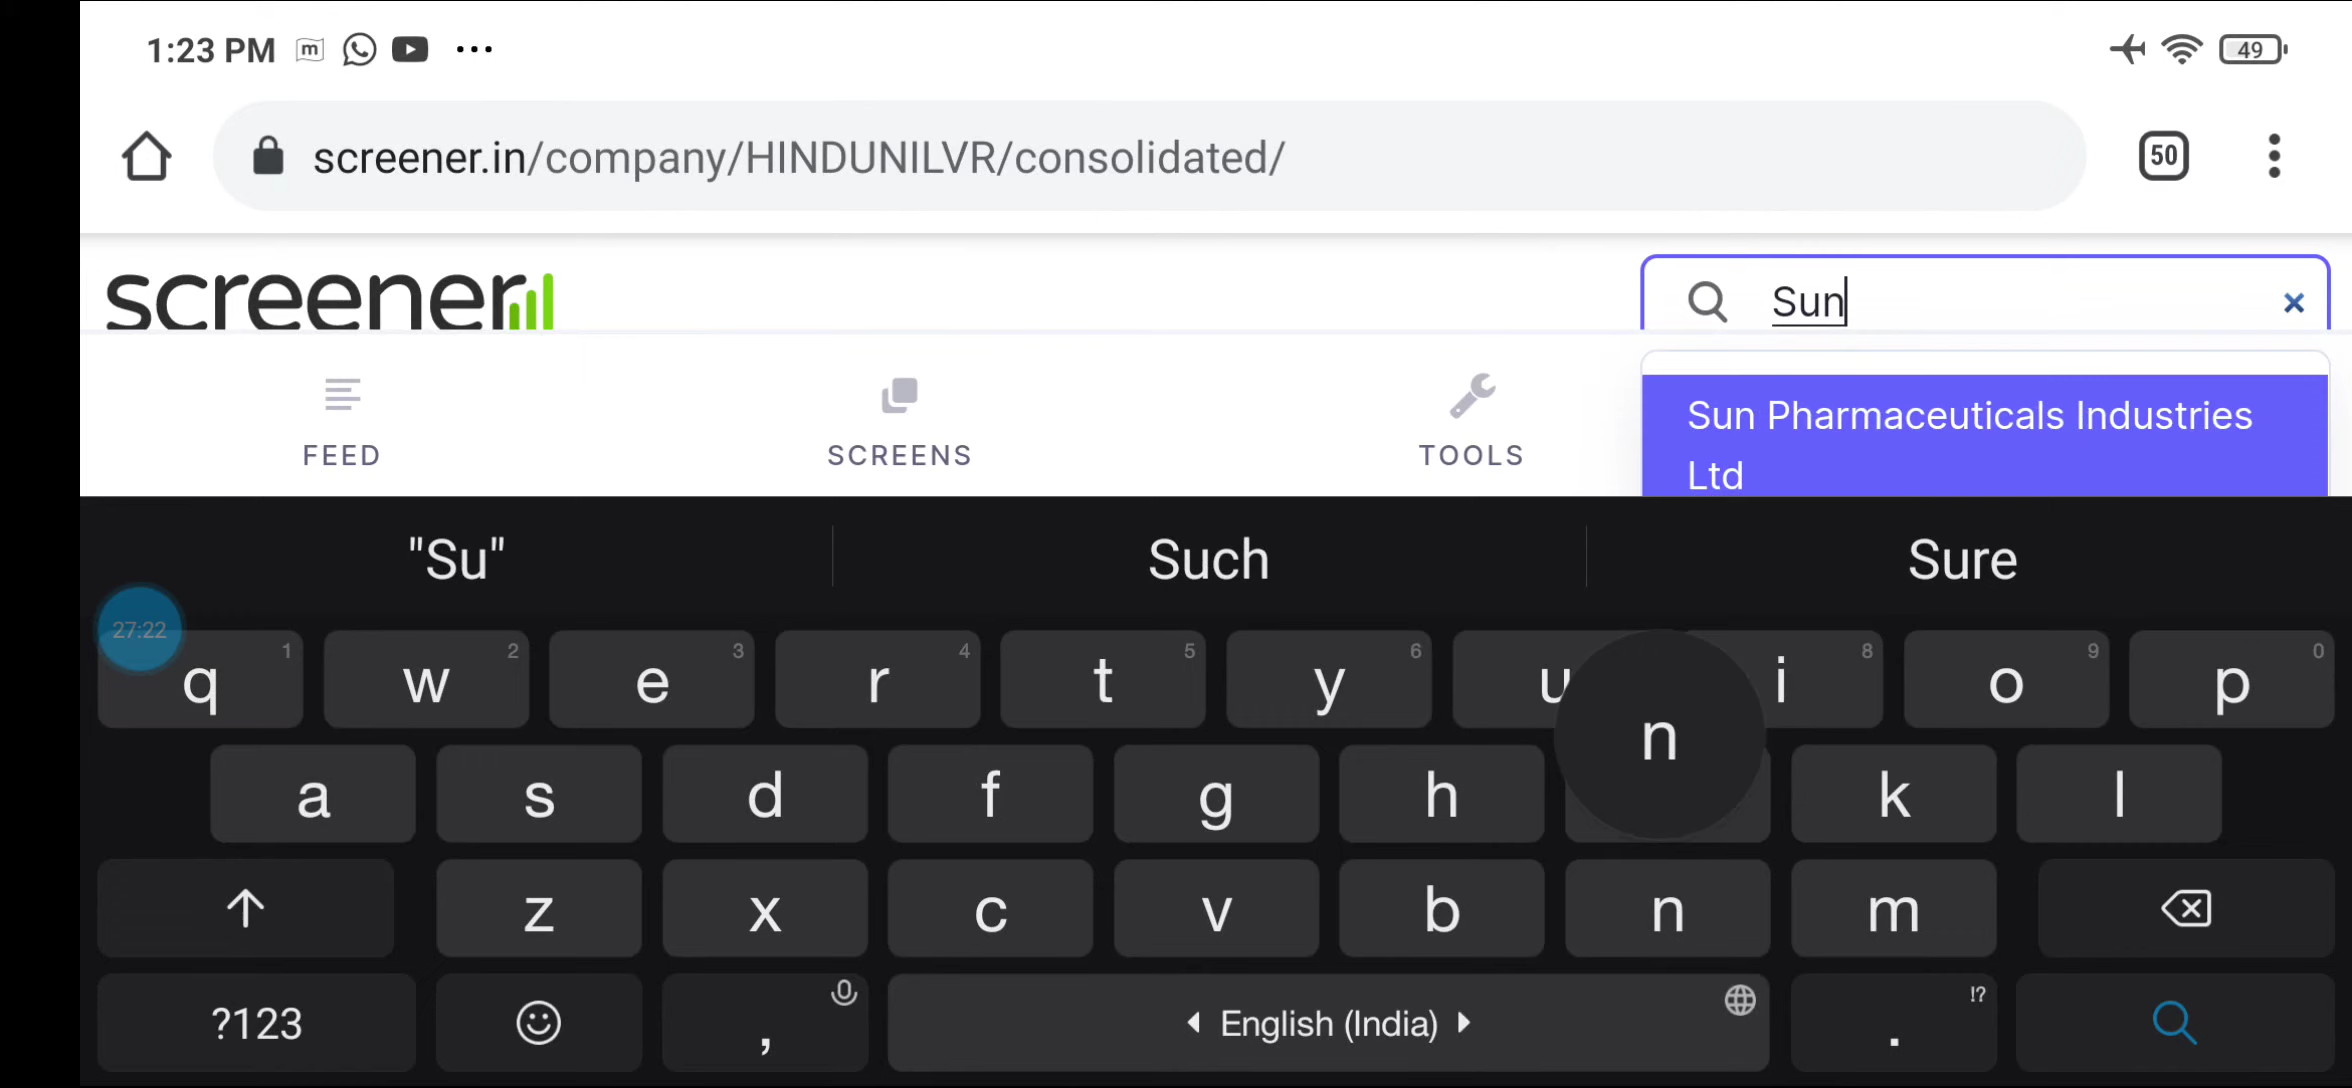 1:23 PM m
49
screener.in/company/HINDUNILVR/consolidated/
50
screener
Sun
FEED
SCREENS
TOOLS
Sun Pharmaceuticals Industries
Ltd
"Su"
Such
Sure
27:22
q 1 w 2 e 3 r 4 t 5 y 6 u i 8 o 9 p 0
n
a s d f g h k l
z x c v b n m
?123 , English (India) . !?